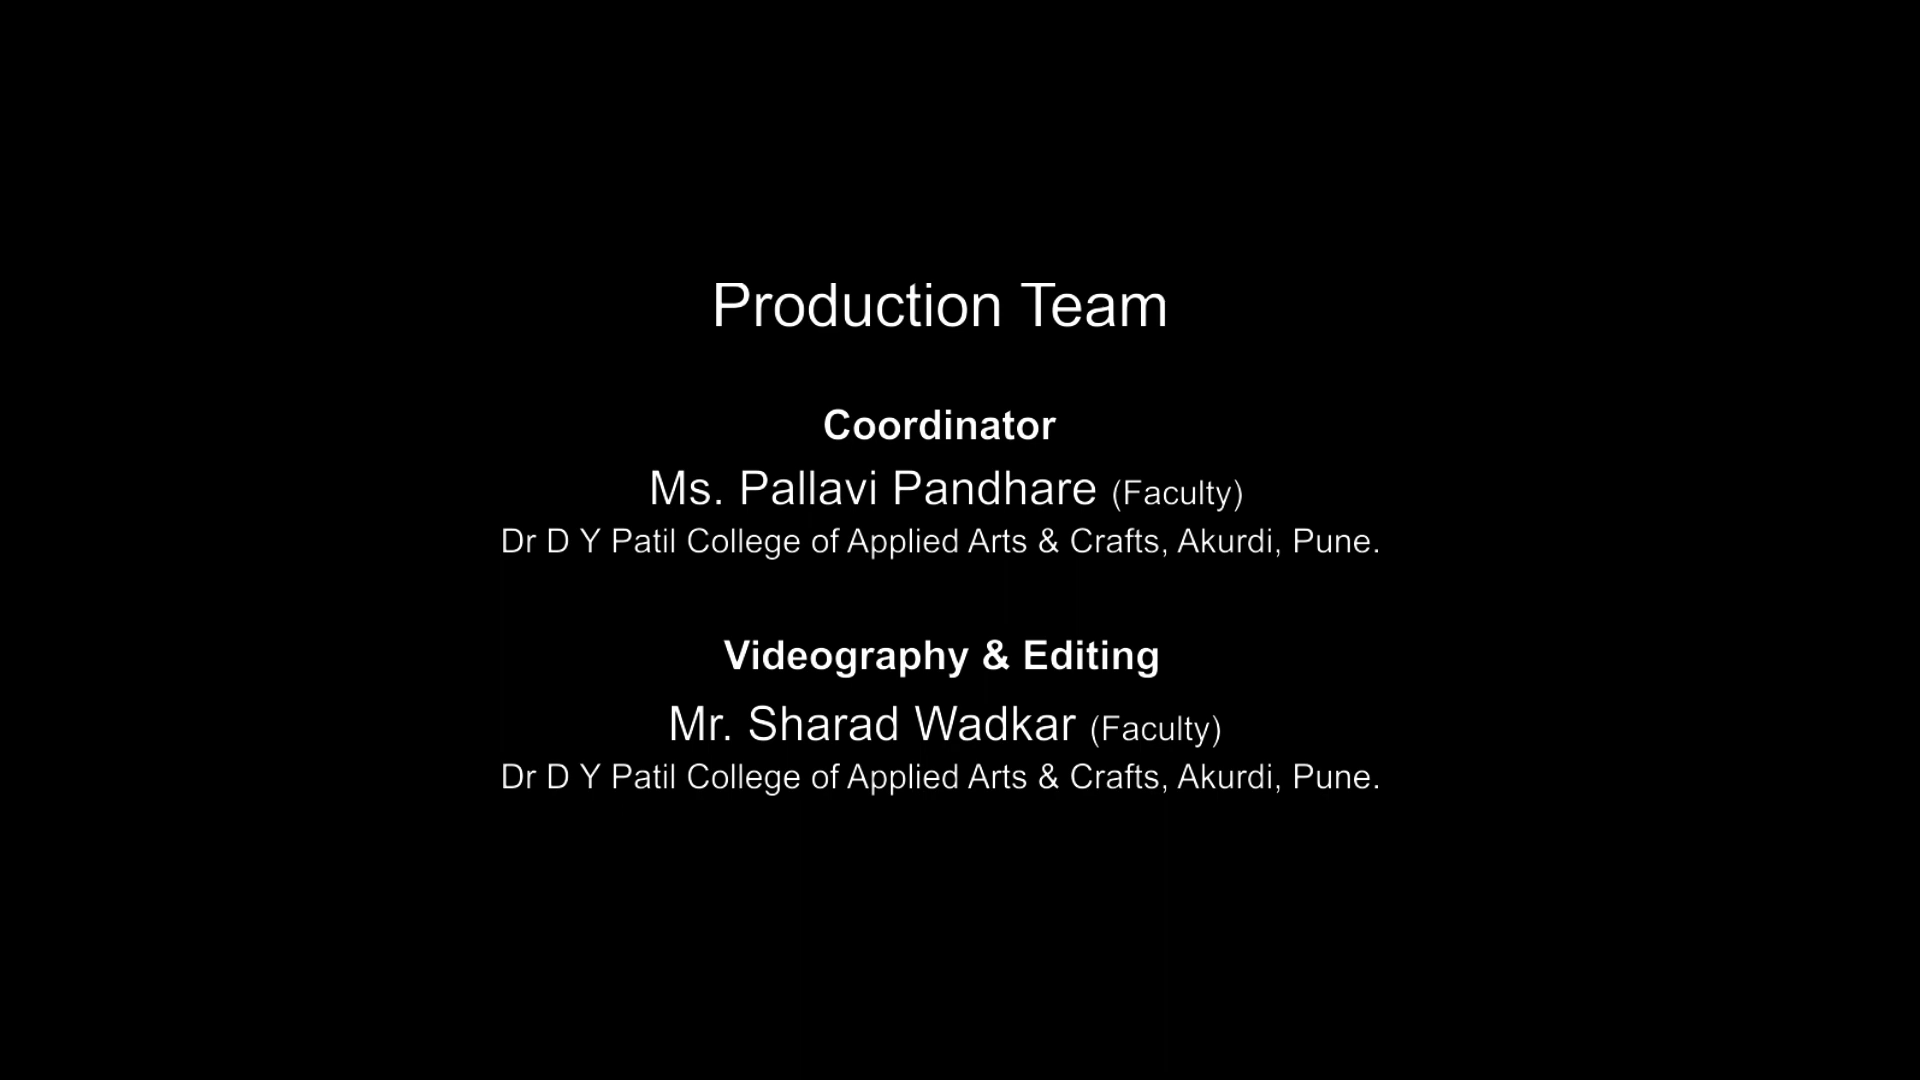 Production Team
Coordinator
Ms. Pallavi Pandhare (Faculty)
Dr D Y Patil College of Applied Arts & Crafts, Akurdi, Pune.
Videography & Editing
Mr. Sharad Wadkar (Faculty)
Dr D Y Patil College of Applied Arts & Crafts, Akurdi, Pune.